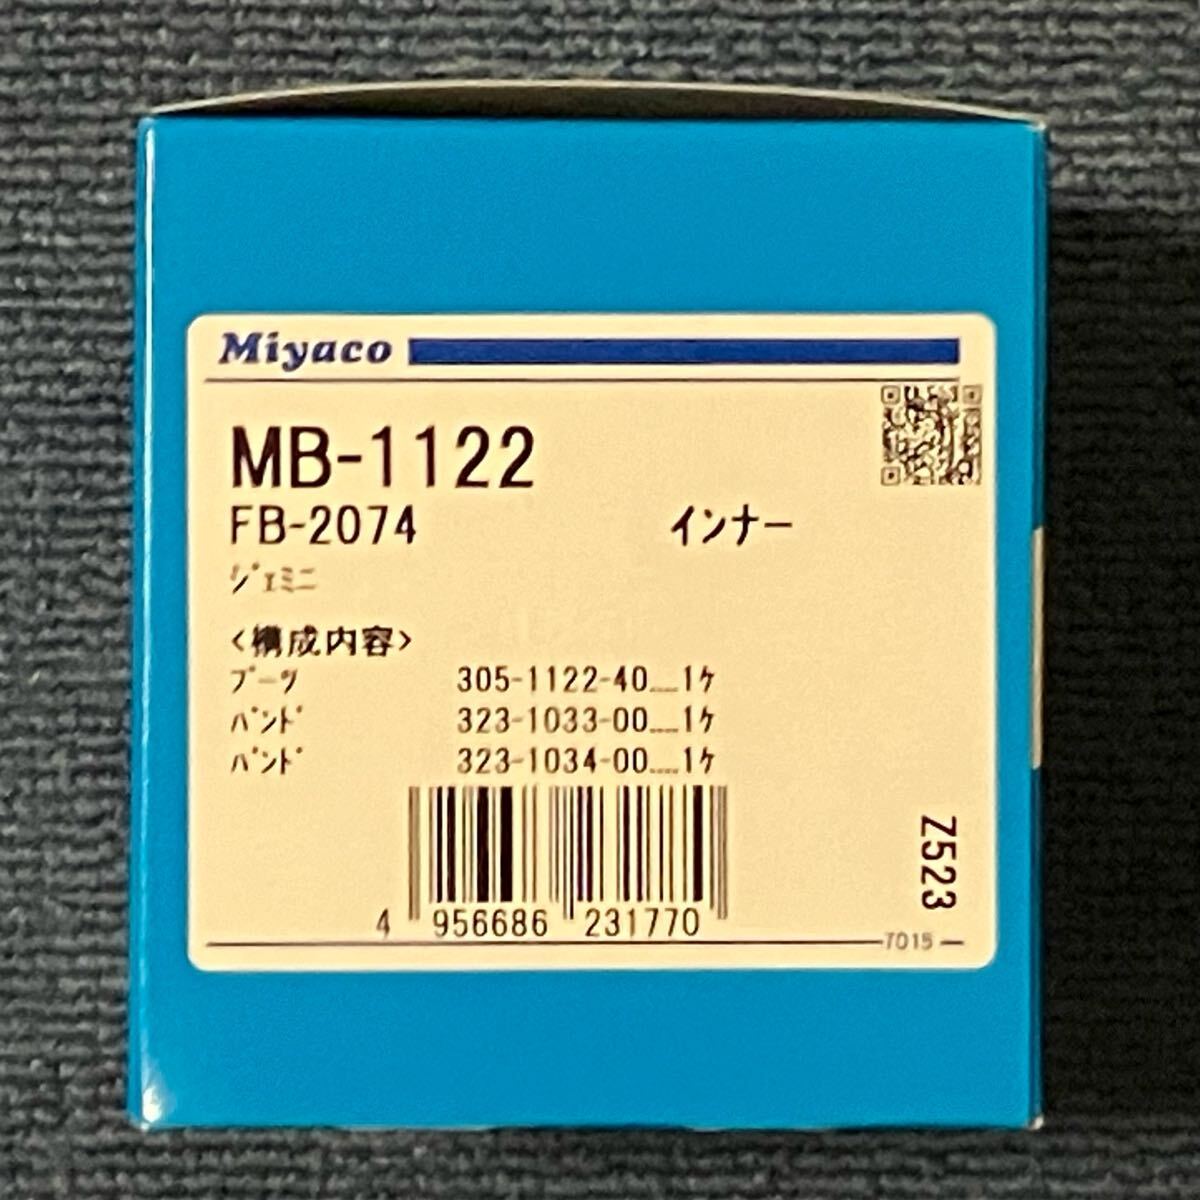 Miyaco
MB-1122
FB-2074 インナー
ジェミニ
<構成内容>
ブーツ 305-1122-40....1ケ
バンド 323-1033-00....1ケ
バンド 323-1034-00....1ケ
4 956686 231770
Z523
7015